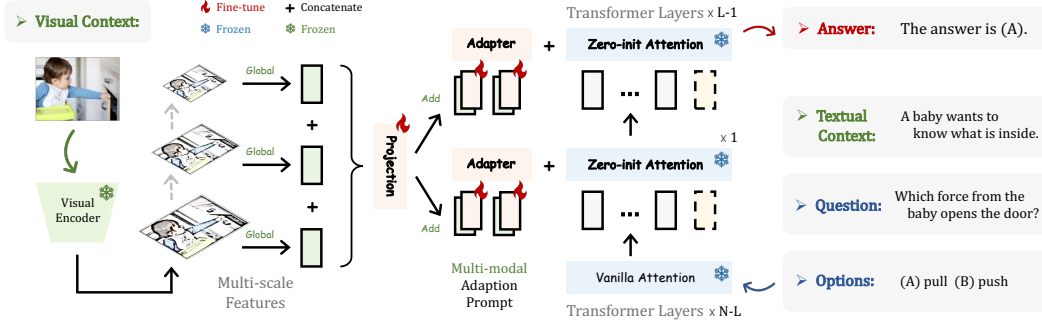 Visual Context:
Fine-tune
Concatenate
Frozen
Frozen
Global
Global
Global
Visual
Encoder
Multi-scale
Features
Projection
Add
Add
Adapter
+
Zero-init Attention
Adapter
+
Zero-init Attention
Transformer Layers x L-1
...
x 1
...
Multi-modal
Adaption
Prompt
Vanilla Attention
Transformer Layers x N-L
Answer: The answer is (A).
Textual Context: A baby wants to know what is inside.
Question: Which force from the baby opens the door?
Options: (A) pull (B) push